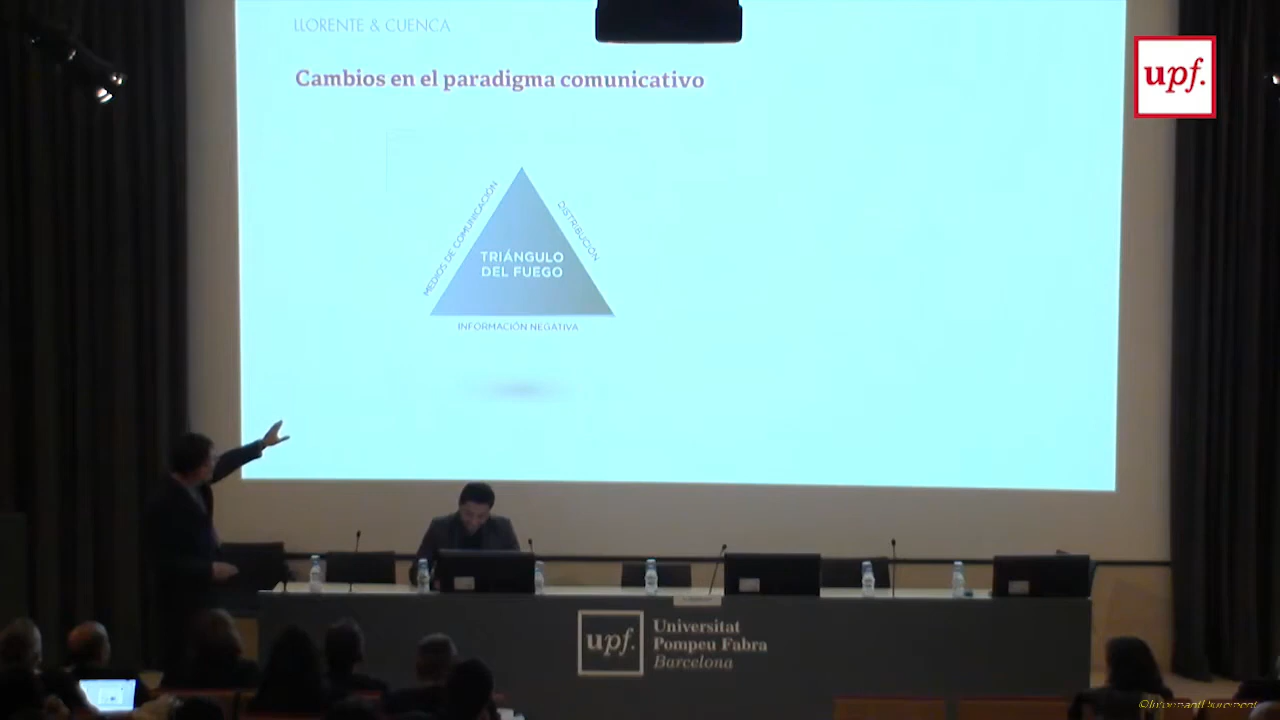 LLORENTE & CUENCA
Cambios en el paradigma comunicativo
upf.
MEDIOS DE COMUNICACIÓN
DISTRIBUCIÓN
TRIÁNGULO
DEL FUEGO
INFORMACIÓN NEGATIVA
upf.
Universitat
Pompeu Fabra
Barcelona